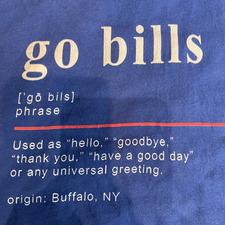 go bills
['gō bils]
phrase
Used as "hello," "goodbye,"
"thank you," "have a good day"
or any universal greeting.
origin: Buffalo, NY